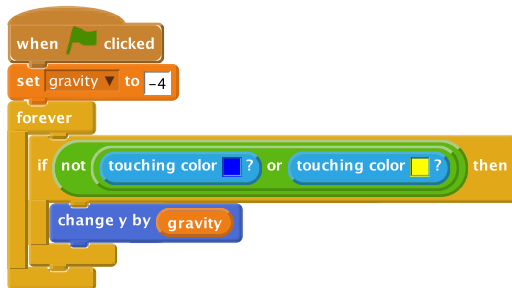 when clicked
set gravity to -4
forever
if not touching color ? or touching color ? then
change y by gravity